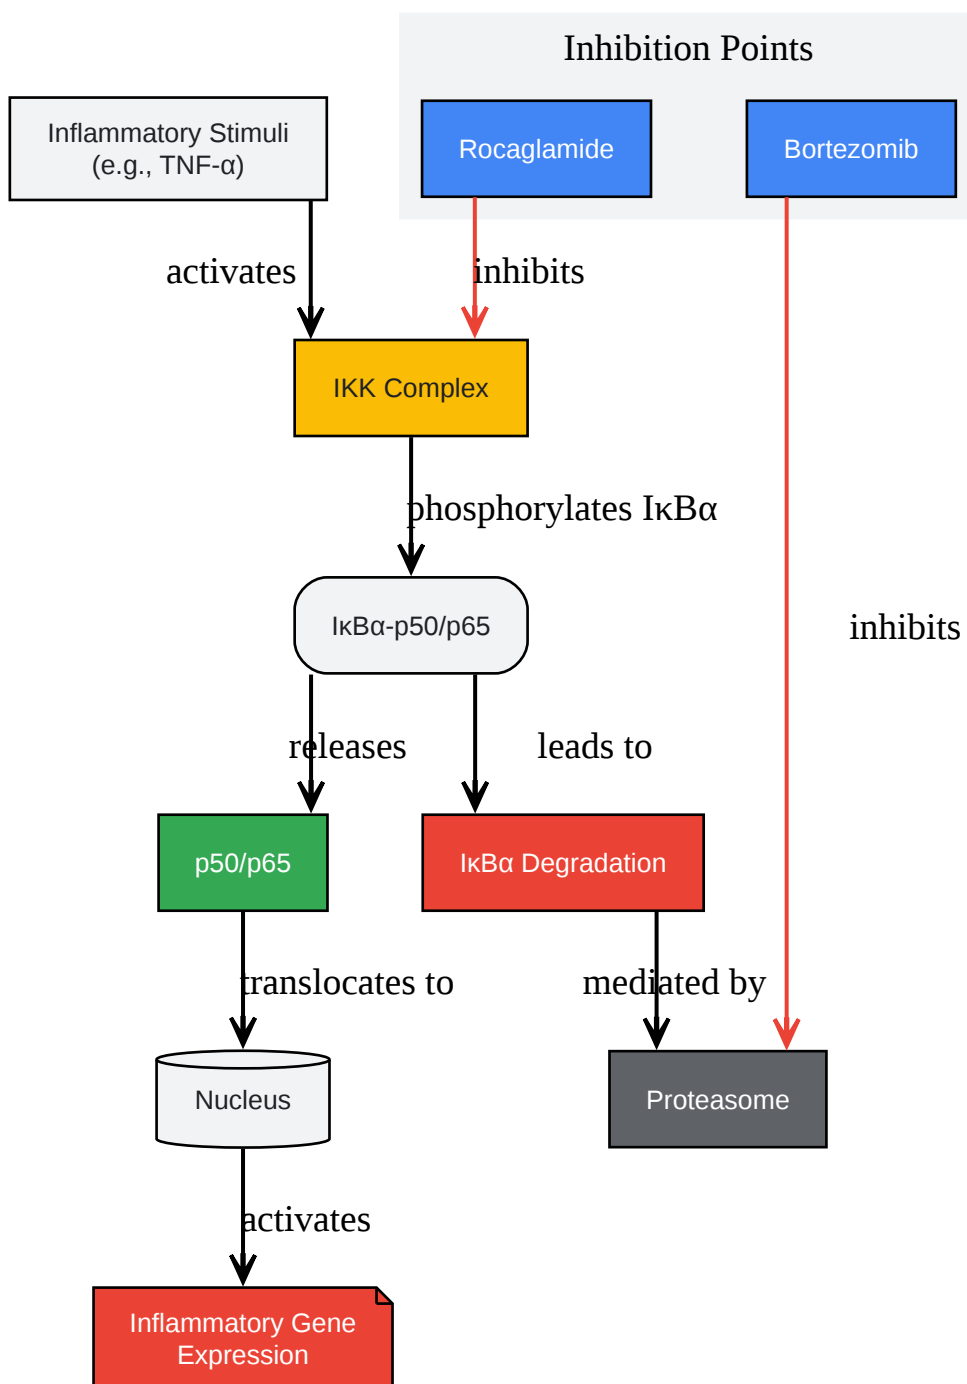 Inhibition Points
Inflammatory Stimuli
(e.g., TNF-α)
Rocaglamide
Bortezomib
activates
inhibits
IKK Complex
phosphorylates IκBα
IκBα-p50/p65
inhibits
releases
leads to
p50/p65
IκBα Degradation
translocates to
mediated by
Nucleus
Proteasome
activates
Inflammatory Gene
Expression